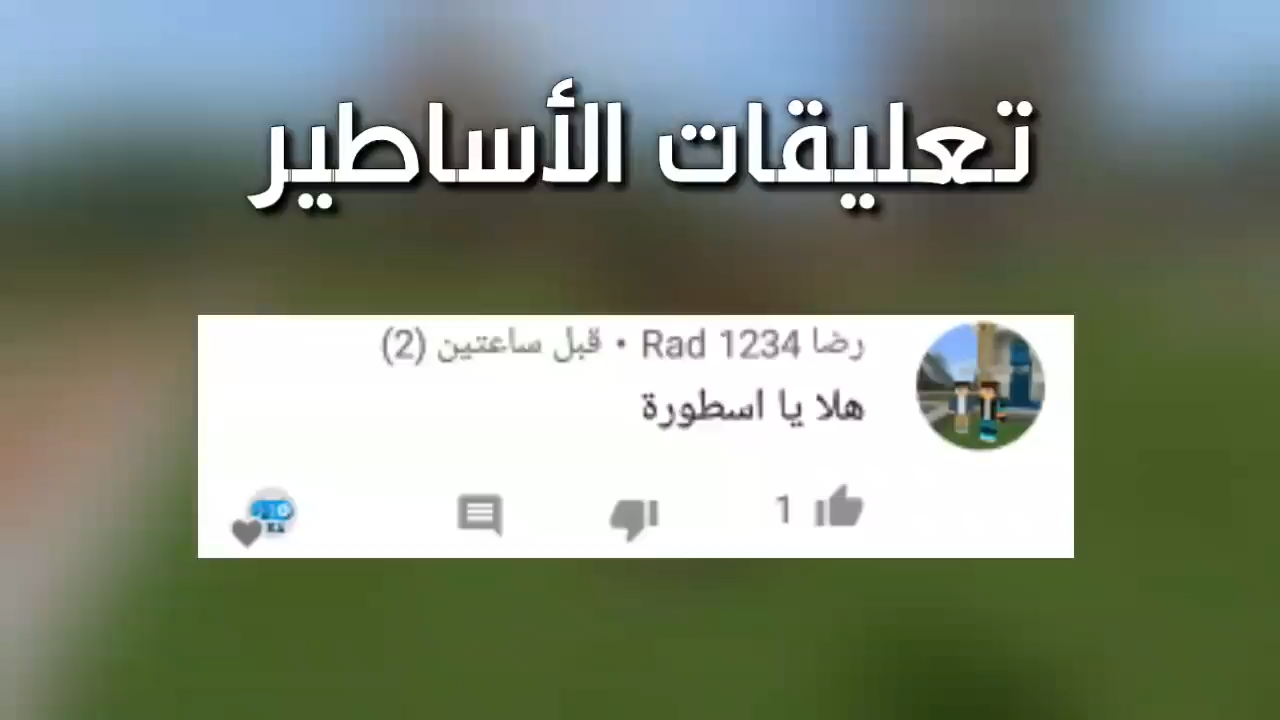 تعليقات الأساطير
رضا Rad 1234 • قبل ساعتين (2)
هلا يا اسطورة
1